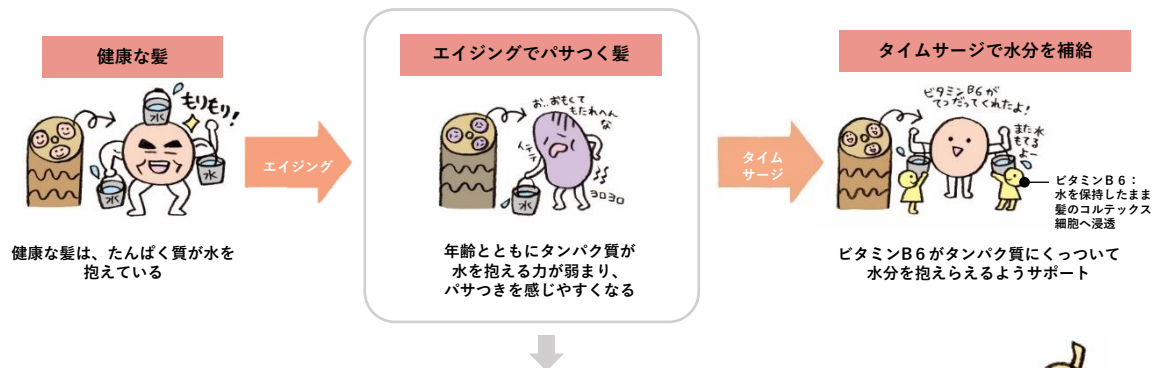 健康な髪
もりもり!
水
水
水
健康な髪は、たんぱく質が水を
抱えている
エイジング
エイジングでパサつく髪
お..おもくて
もたれへん
な
イテテ
水
ヨロヨロ
年齢とともにタンパク質が
水を抱える力が弱まり、
パサつきを感じやすくなる
タイム
サージ
タイムサージで水分を補給
ビタミンB6が
てつだってくれたよ!
また水
もてる
よー
ビタミンB6:
水を保持したまま
髪のコルテックス
細胞へ浸透
ビタミンB6がタンパク質にくっついて
水分を抱えらえるようサポート